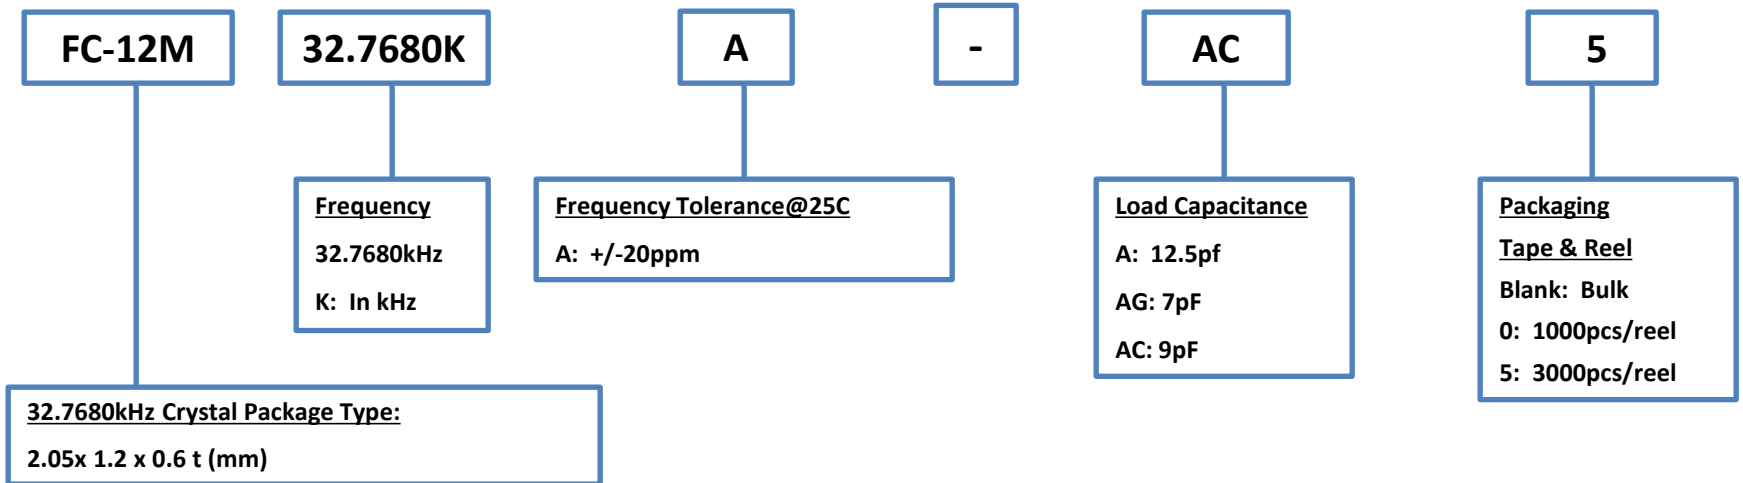 FC-12M 32.7680K A - AC 5
Frequency
32.7680kHz
K: In kHz
Frequency Tolerance@25C
A: +/-20ppm
Load Capacitance
A: 12.5pf
AG: 7pF
AC: 9pF
Packaging
Tape & Reel
Blank: Bulk
0: 1000pcs/reel
5: 3000pcs/reel
32.7680kHz Crystal Package Type:
2.05x 1.2 x 0.6 t (mm)